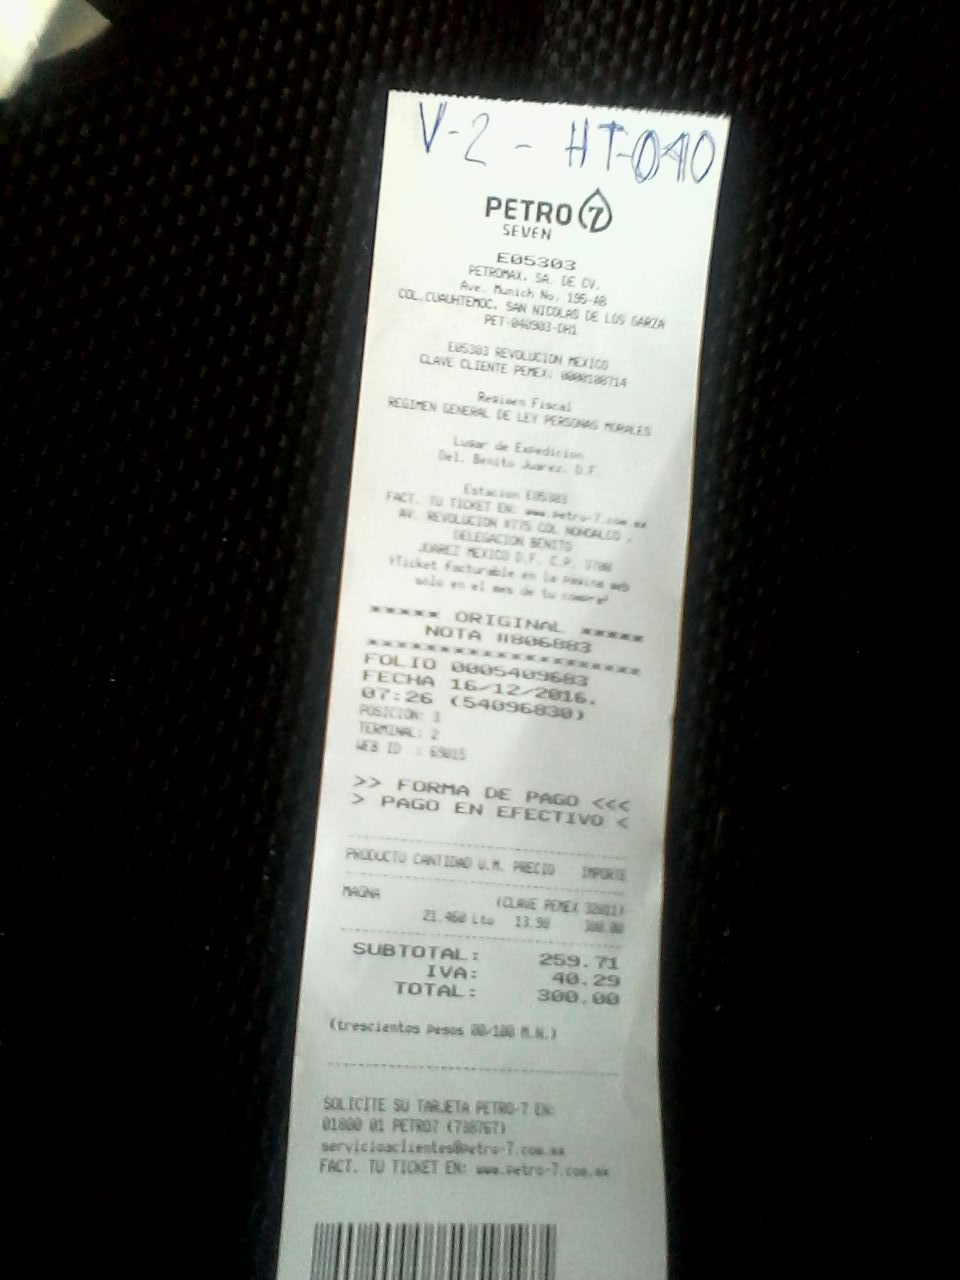 V-2 - HT-040
PETRO 7
SEVEN
E05303
PETROMAX, SA. DE CV.
Ave. Munich No. 195-AB
COL.CUAUHTEMOC, SAN NICOLAS DE LOS GARZA
PET-040903-DH1
E05303 REVOLUCION MEXICO
CLAVE CLIENTE PEMEX: 0000108714
Regimen Fiscal
REGIMEN GENERAL DE LEY PERSONAS MORALES
Lugar de Expedicion
Del. Benito Juarez. D.F.
Estacion E05303
FACT. TU TICKET EN: www.petro-7.com.mx
AV. REVOLUCION #775 COL NONOALCO ,
DELEGACION BENITO
JUAREZ MEXICO D.F. C.P. 3700
*Ticket facturable en la Pagina web
solo en el mes de tu compra*
***** ORIGINAL *****
NOTA #806883
********************
FOLIO 0005409683
FECHA 16/12/2016.
07:26 (54096830)
POSICION: 3
TERMINAL: 2
WEB ID : 69015
>> FORMA DE PAGO <<<
> PAGO EN EFECTIVO <
PRODUCTO CANTIDAD U.M. PRECIO IMPORTE
MAGNA (CLAVE PEMEX 32011)
21.460 Lto 13.98 300.00
SUBTOTAL: 259.71
IVA: 40.29
TOTAL: 300.00
(trescientos pesos 00/100 M.N.)
SOLICITE SU TARJETA PETRO-7 EN:
01800 01 PETRO7 (738767)
servicioaclientes@petro-7.com.mx
FACT. TU TICKET EN: www.petro-7.com.mx